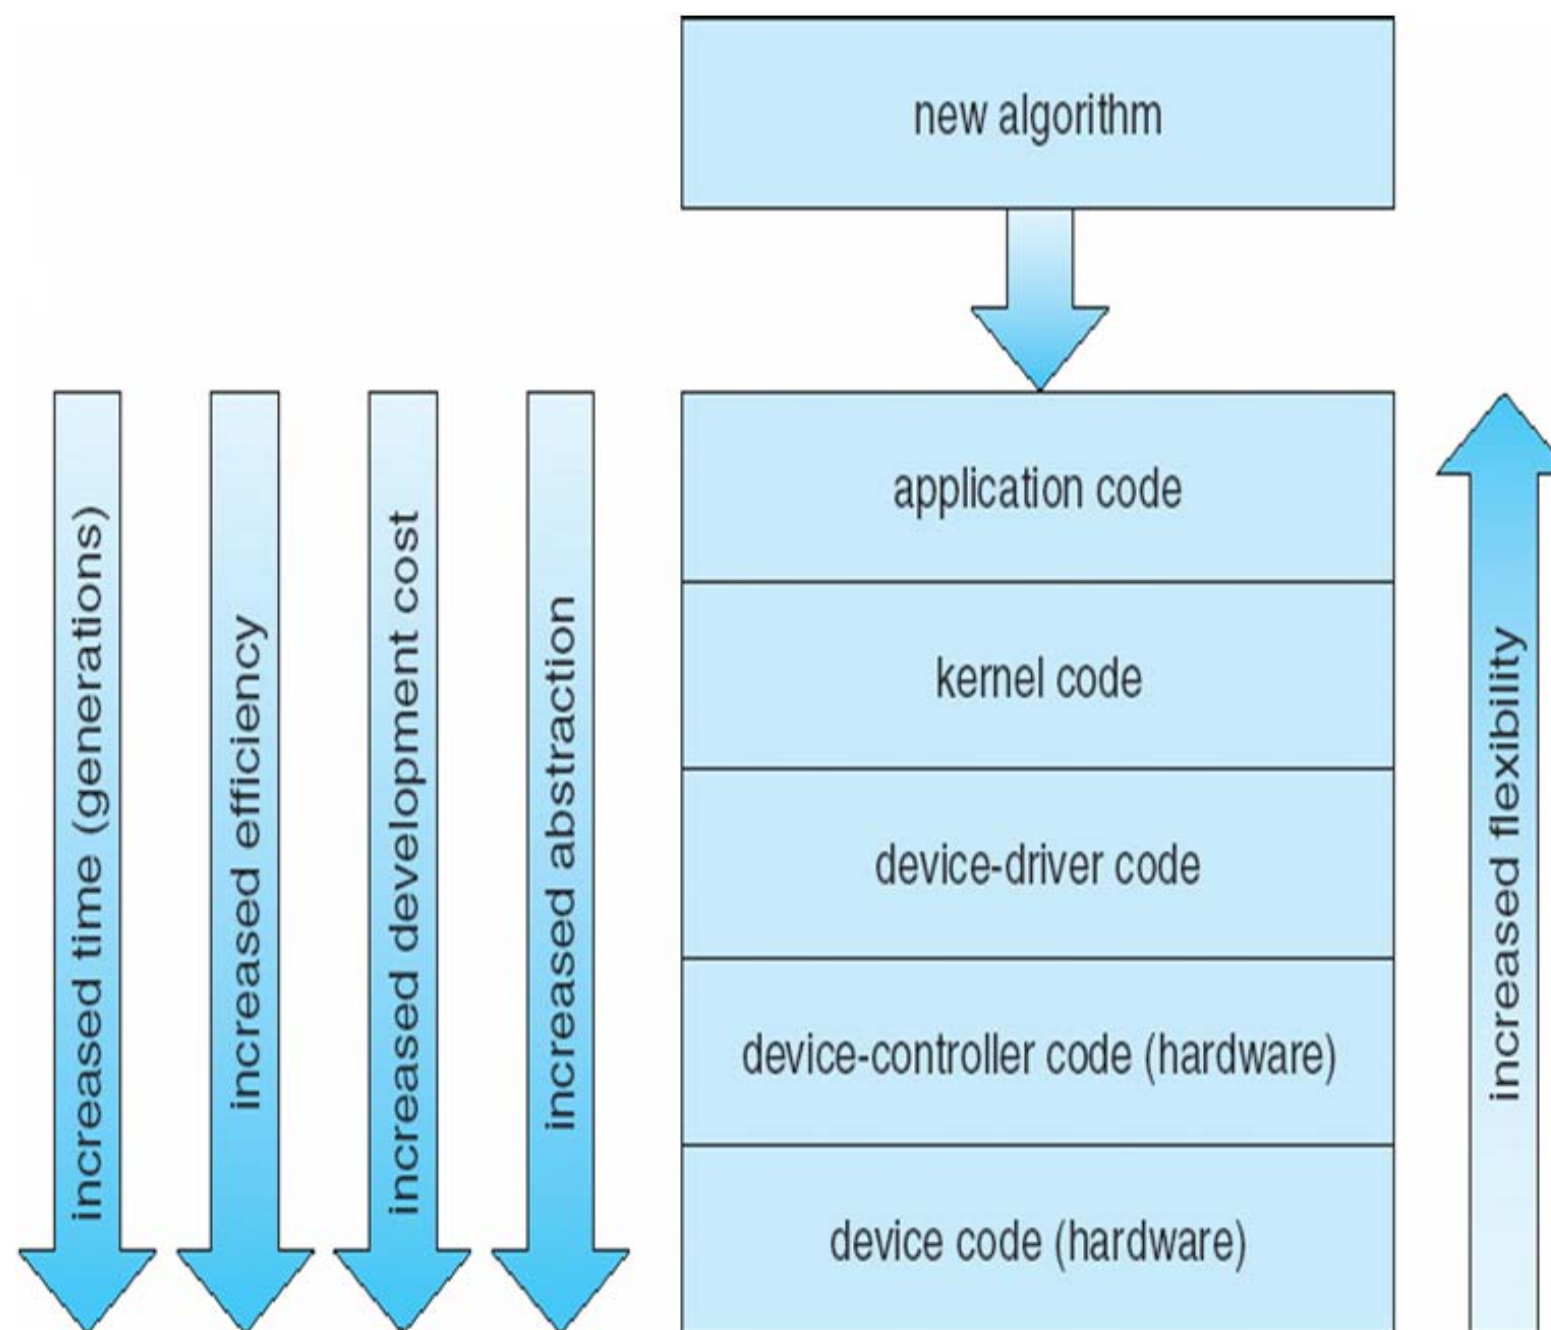 new algorithm
increased time (generations)
increased efficiency
increased development cost
increased abstraction
application code
kernel code
device-driver code
device-controller code (hardware)
device code (hardware)
increased flexibility